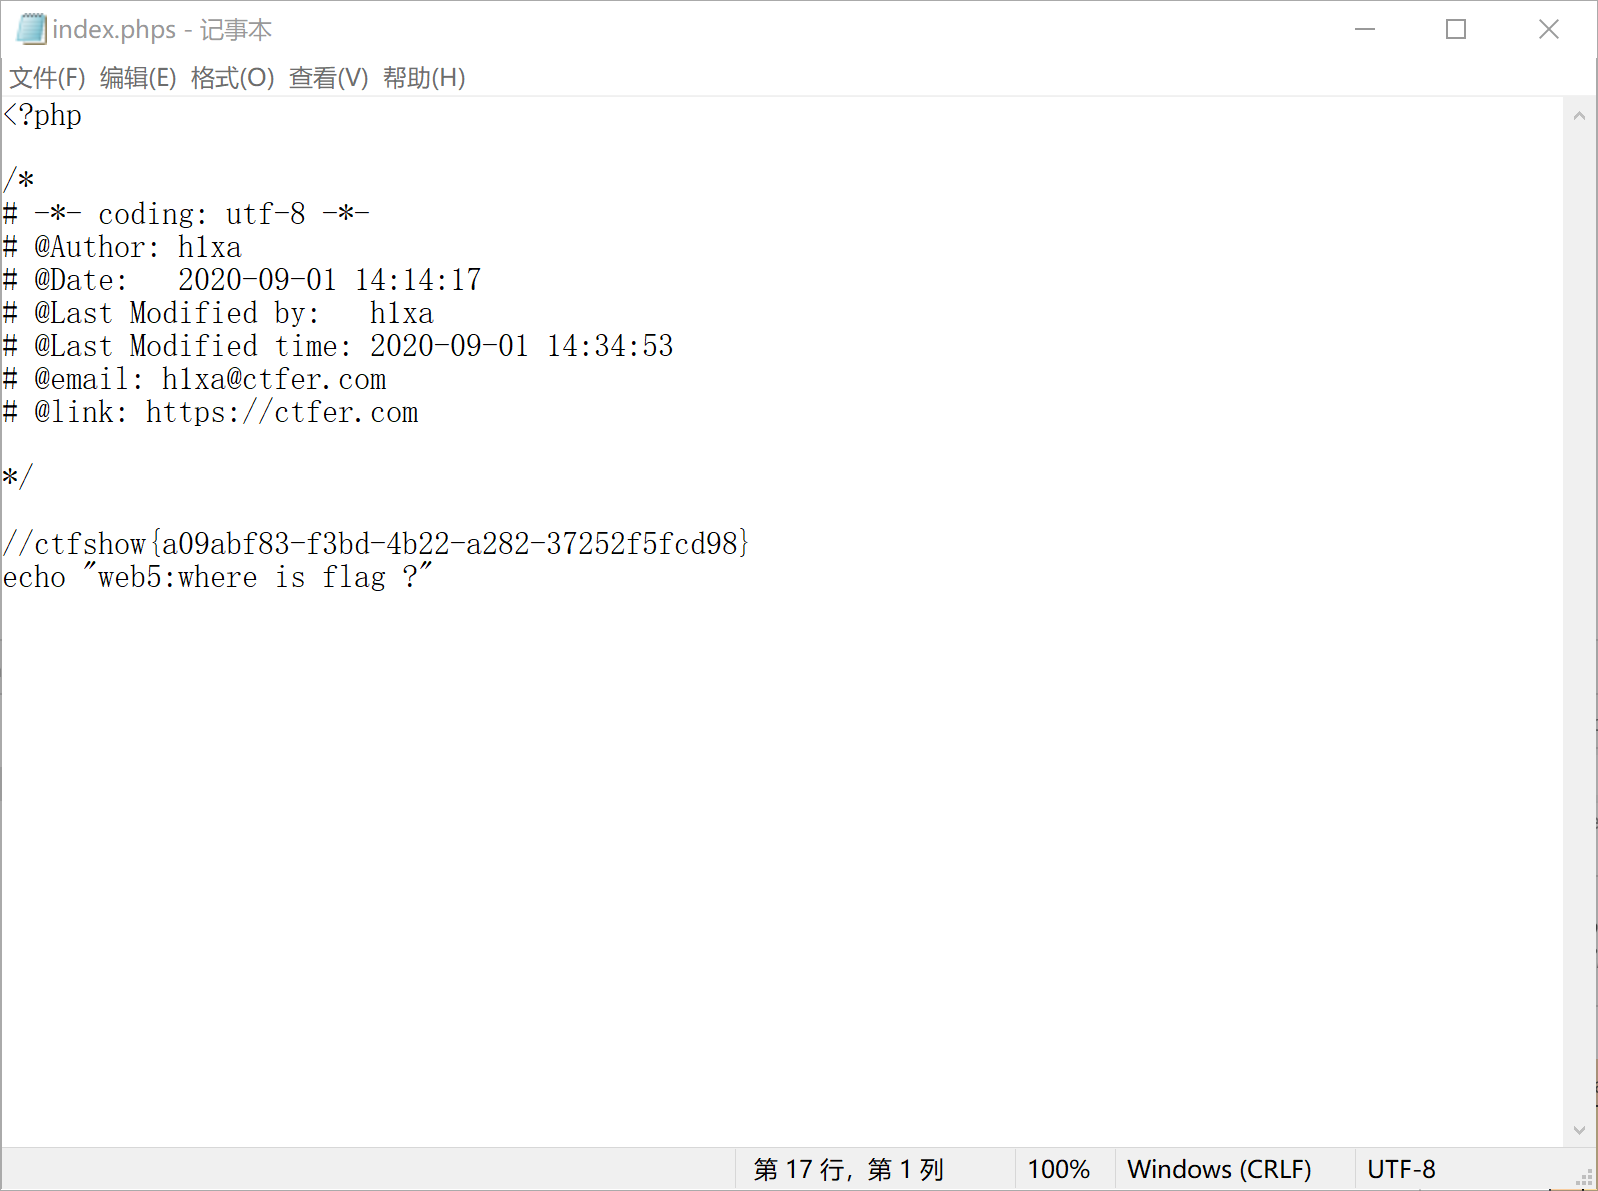 index.phps - 记事本
文件(F) 编辑(E) 格式(O) 查看(V) 帮助(H)
<?php
/*
# -*- coding: utf-8 -*-
# @Author: h1xa
# @Date:   2020-09-01 14:14:17
# @Last Modified by:   h1xa
# @Last Modified time: 2020-09-01 14:34:53
# @email: h1xa@ctfer.com
# @link: https://ctfer.com
*/
//ctfshow{a09abf83-f3bd-4b22-a282-37252f5fcd98}
echo "web5:where is flag ?"
第 17 行，第 1 列 100% Windows (CRLF) UTF-8